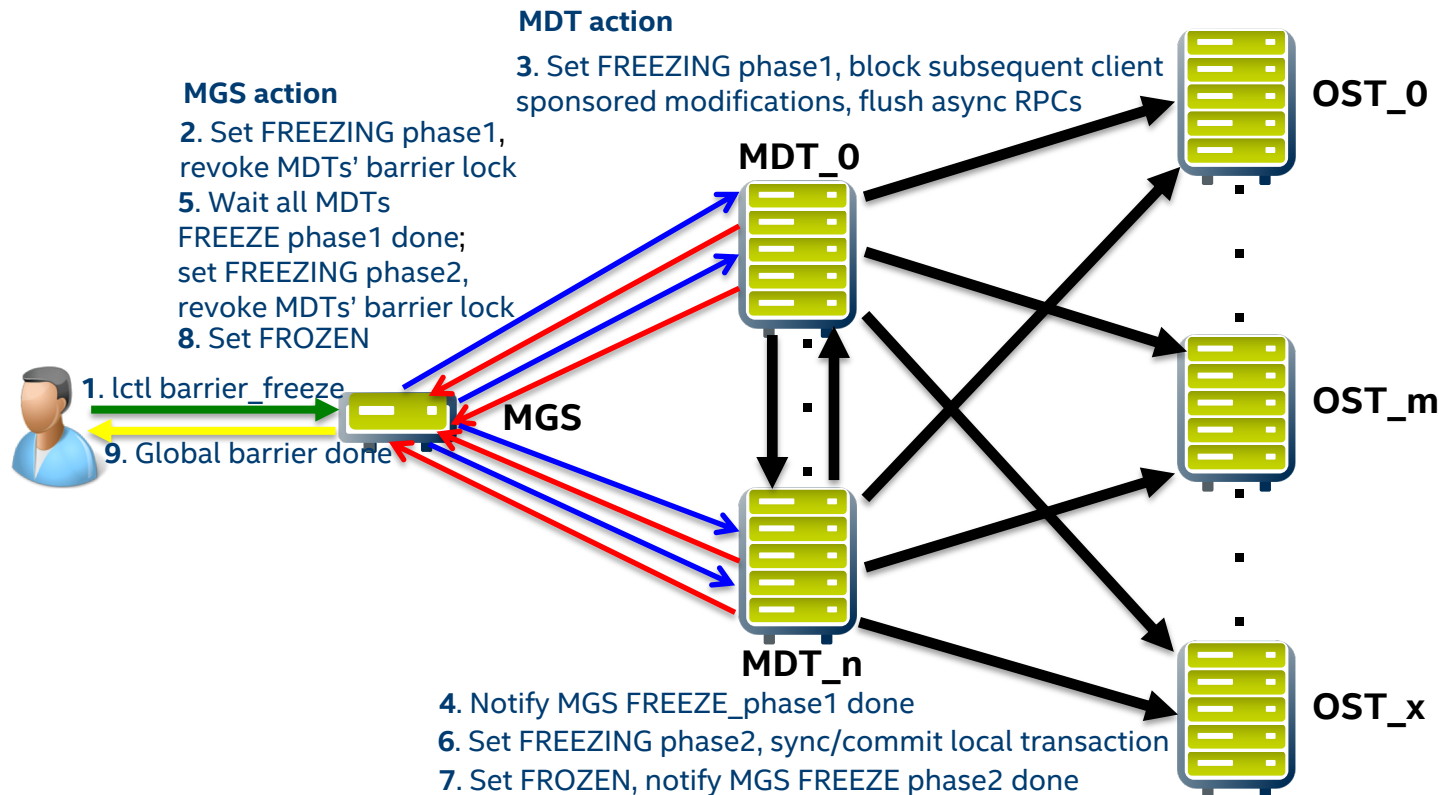 MDT action
3. Set FREEZING phase1, block subsequent client
sponsored modifications, flush async RPCs
MGS action
2. Set FREEZING phase1,
revoke MDTs’ barrier lock
5. Wait all MDTs
FREEZE phase1 done;
set FREEZING phase2,
revoke MDTs’ barrier lock
8. Set FROZEN
1. lctl barrier_freeze
9. Global barrier done
MGS
MDT_0
MDT_n
OST_0
OST_m
OST_x
4. Notify MGS FREEZE_phase1 done
6. Set FREEZING phase2, sync/commit local transaction
7. Set FROZEN, notify MGS FREEZE phase2 done